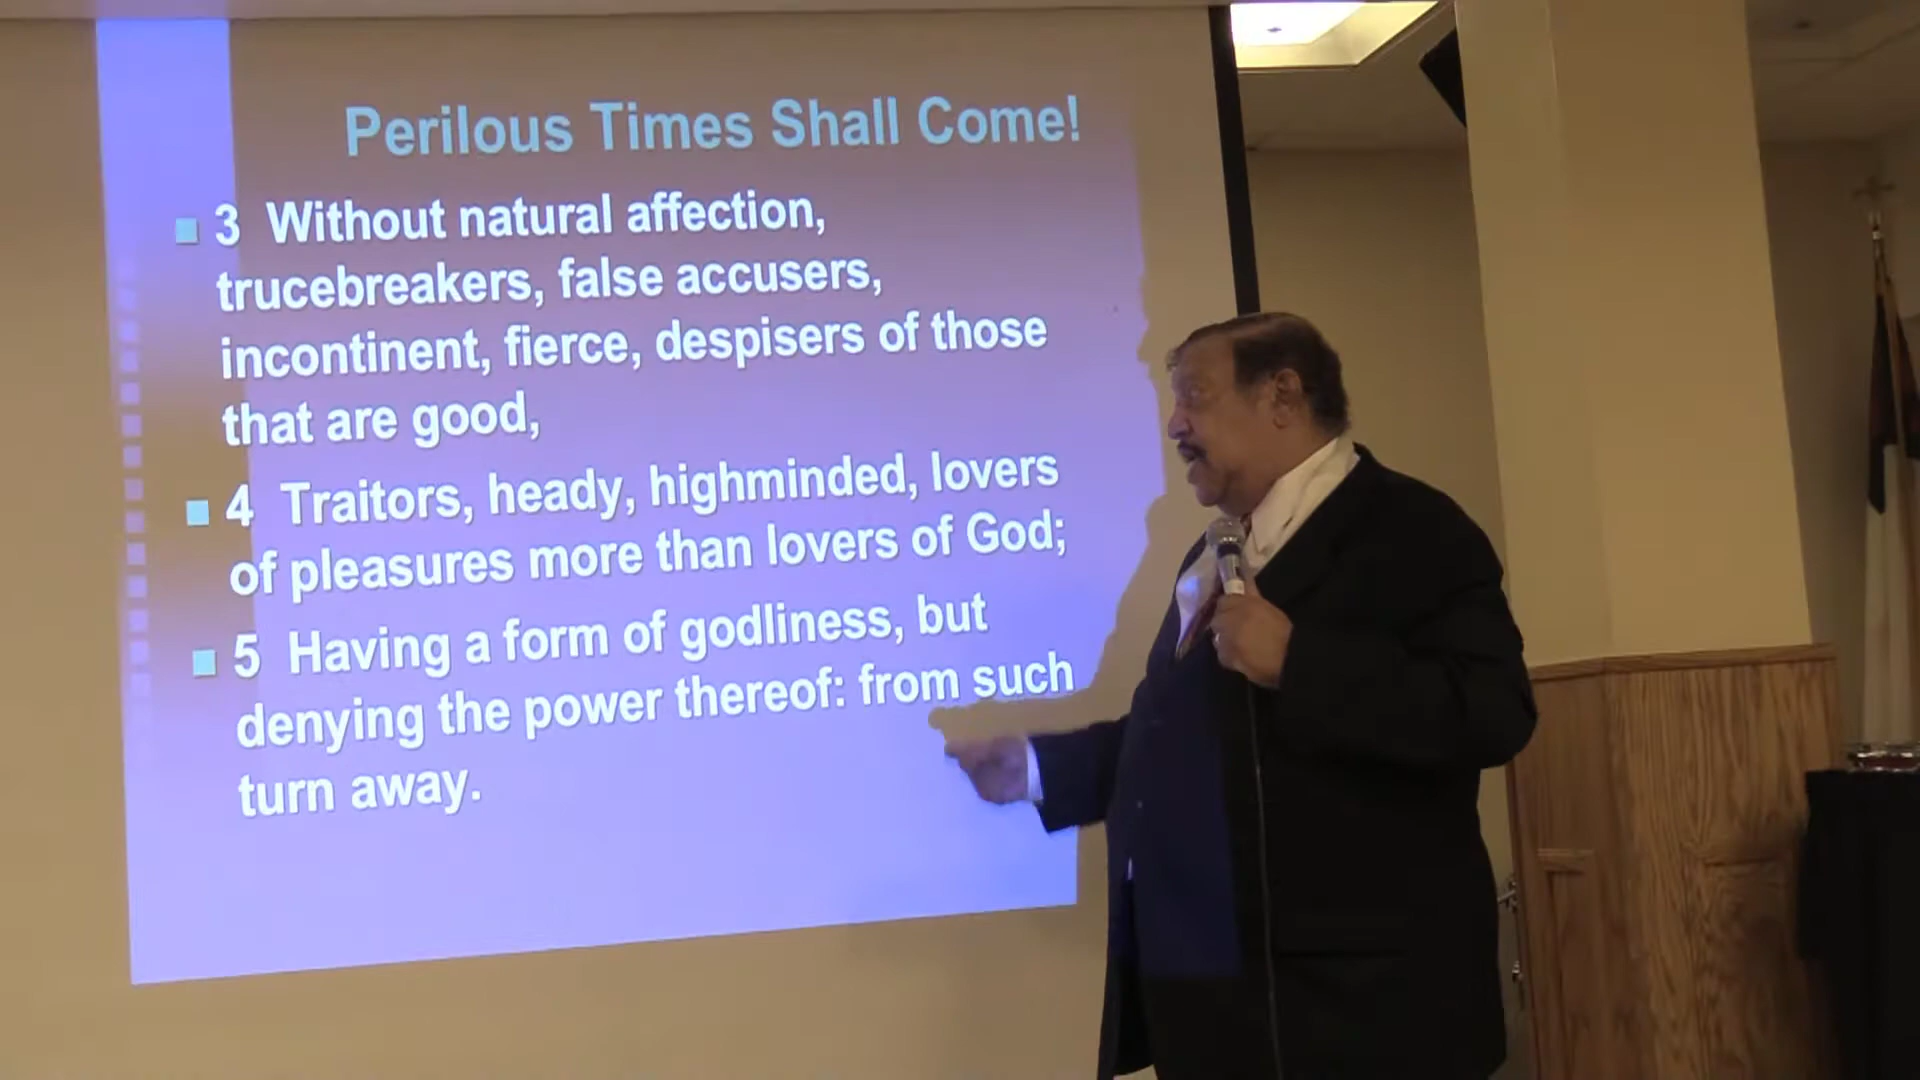 Perilous Times Shall Come!
3 Without natural affection,
trucebreakers, false accusers,
incontinent, fierce, despisers of those
that are good,
4 Traitors, heady, highminded, lovers
of pleasures more than lovers of God;
5 Having a form of godliness, but
denying the power thereof: from such
turn away.